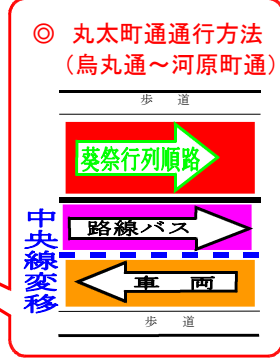 ◎ 丸太町通通行方法
(烏丸通~河原町通)
歩 道
葵祭行列順路
路線バス
中央線変移
車 両
歩 道